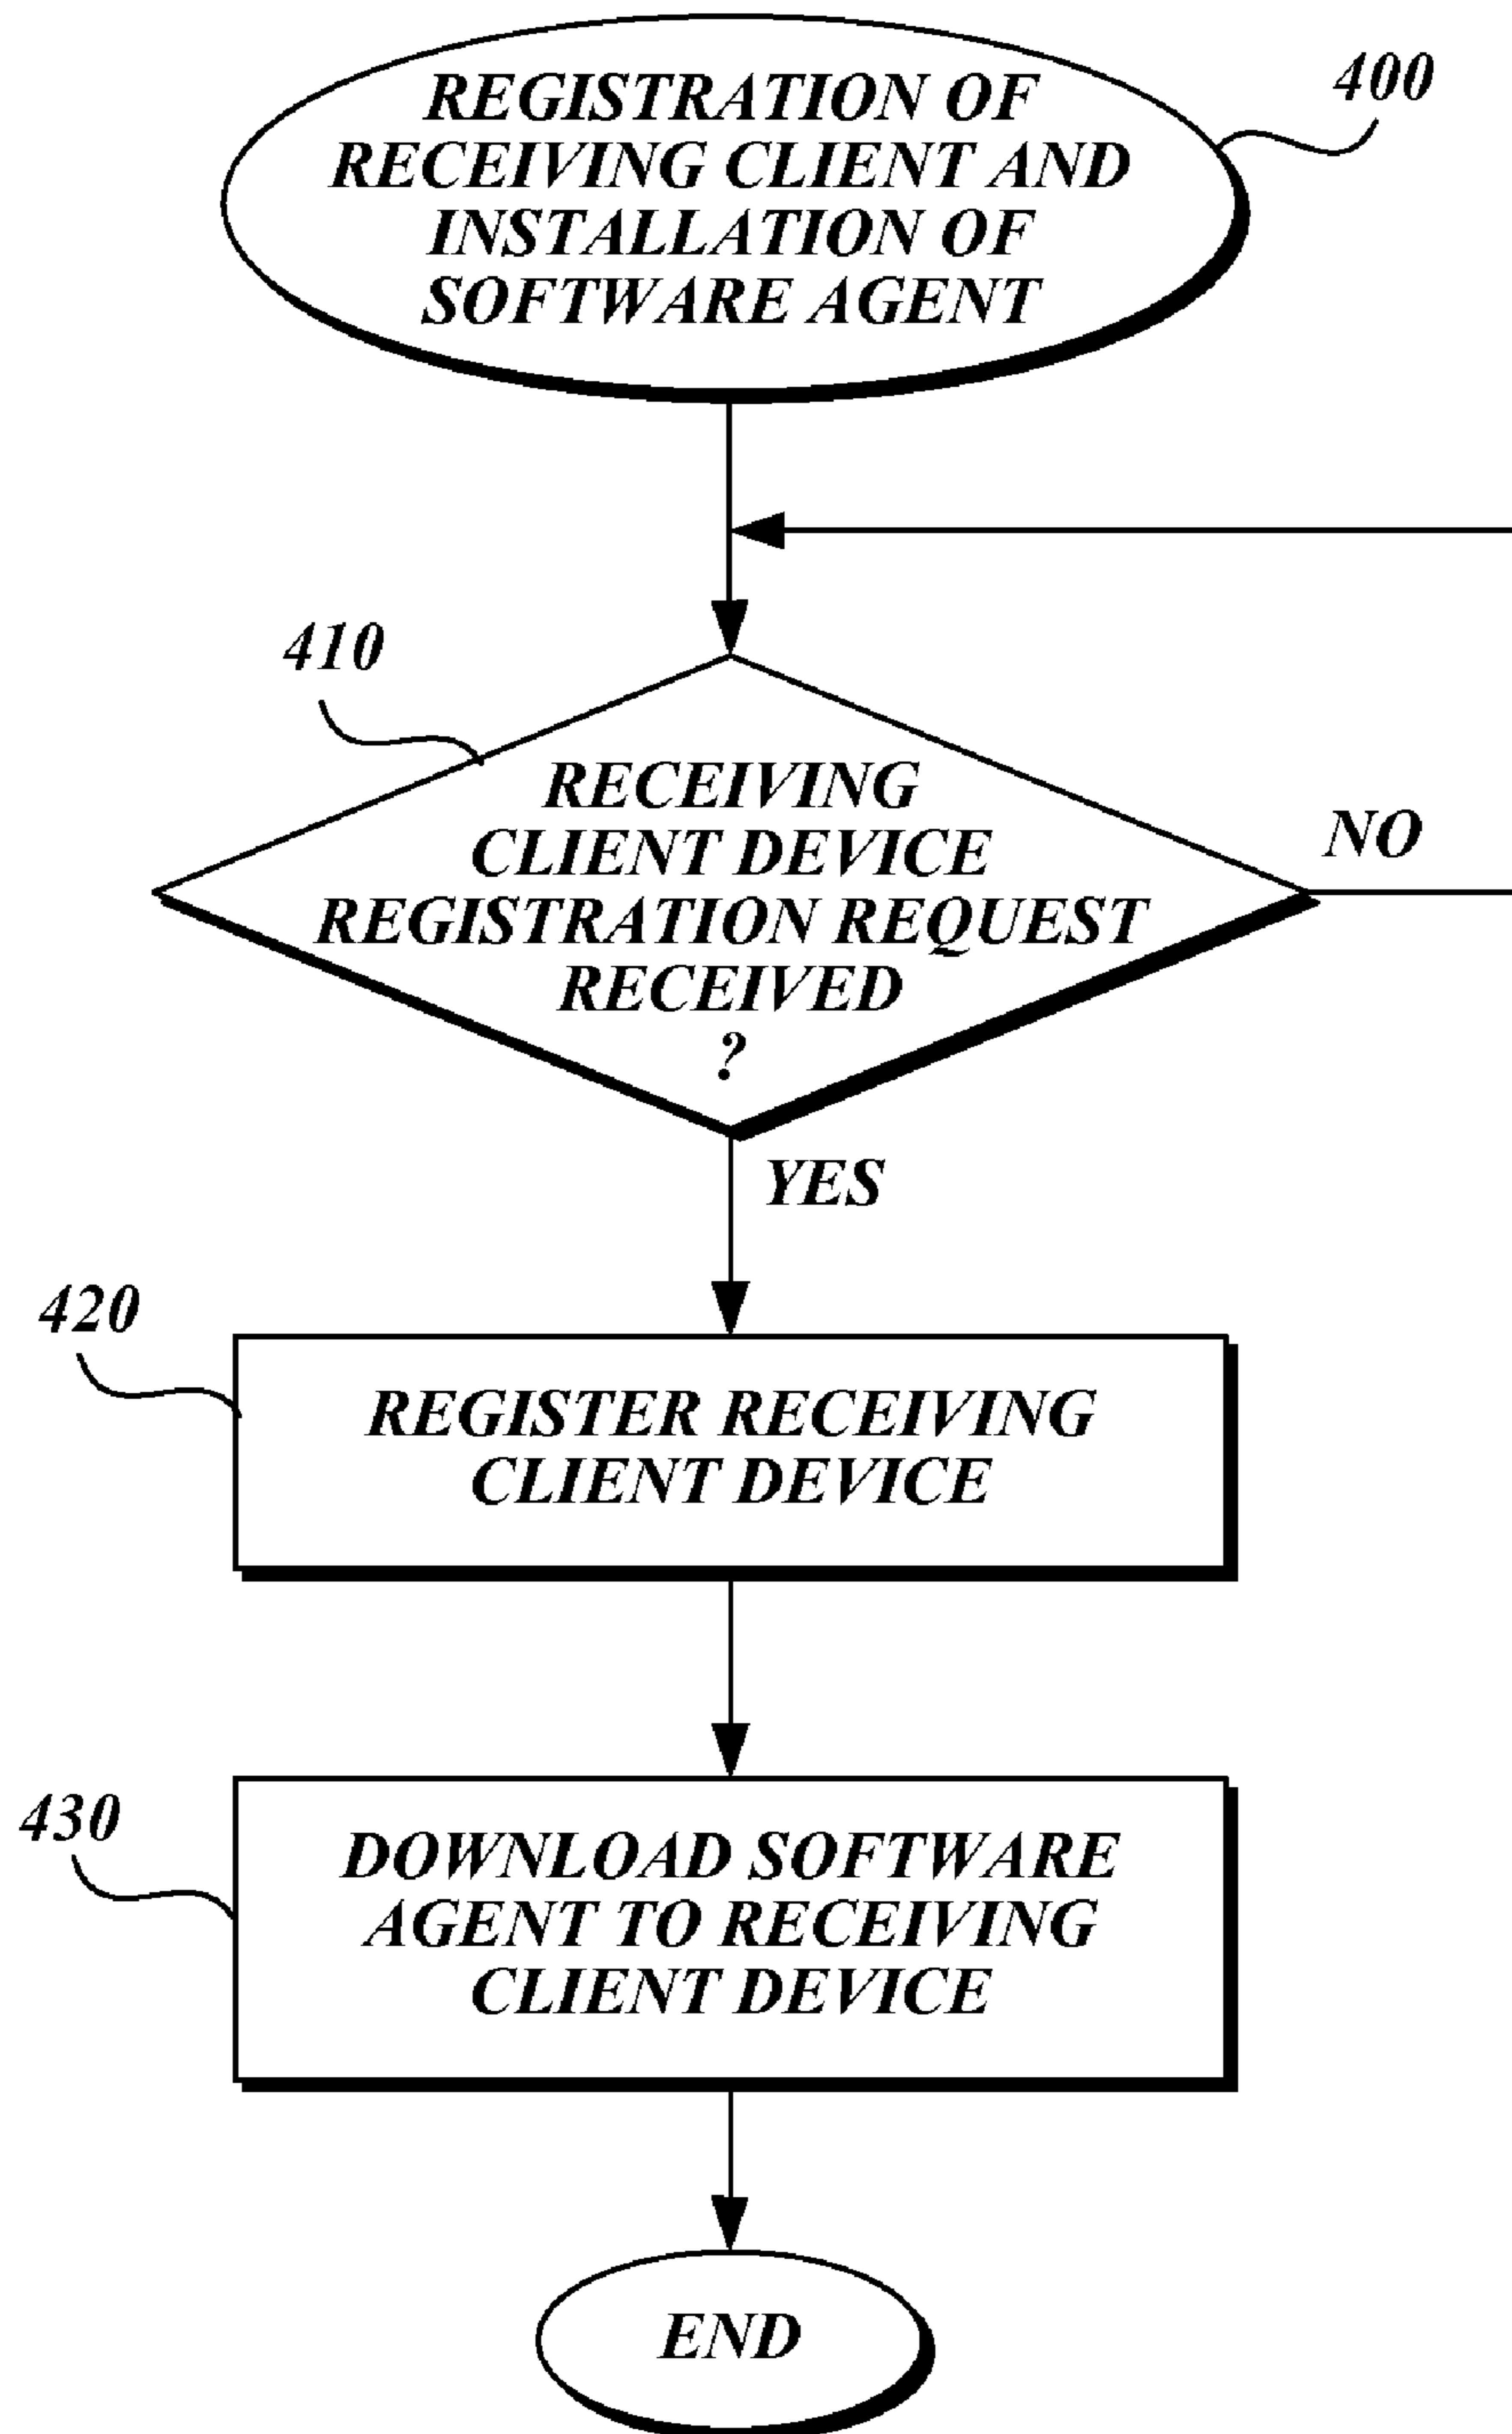 REGISTRATION OF
RECEIVING CLIENT AND
INSTALLATION OF
SOFTWARE AGENT
400
410
RECEIVING
CLIENT DEVICE
REGISTRATION REQUEST
RECEIVED
?
NO
YES
420
REGISTER RECEIVING
CLIENT DEVICE
430
DOWNLOAD SOFTWARE
AGENT TO RECEIVING
CLIENT DEVICE
END